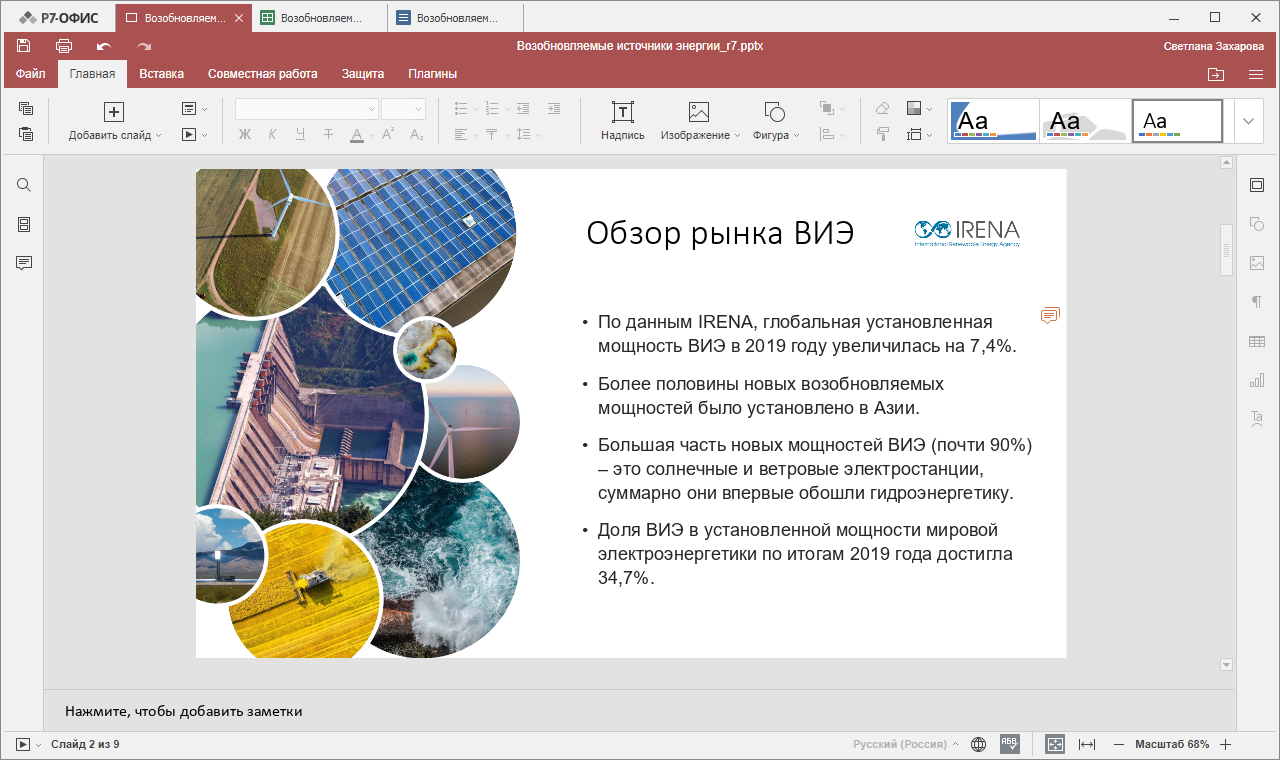 Р7-ОФИС
Возобновляем...
Возобновляем...
Возобновляем...
Возобновляемые источники энергии_r7.pptx
Светлана Захарова
Файл
Главная
Вставка
Совместная работа
Защита
Плагины
Добавить слайд
Ж К Ч Т А А² А₂
Надпись
Изображение
Фигура
Aa
Aa
Aa
Обзор рынка ВИЭ
IRENA
International Renewable Energy Agency
• По данным IRENA, глобальная установленная
мощность ВИЭ в 2019 году увеличилась на 7,4%.
• Более половины новых возобновляемых
мощностей было установлено в Азии.
• Большая часть новых мощностей ВИЭ (почти 90%)
– это солнечные и ветровые электростанции,
суммарно они впервые обошли гидроэнергетику.
• Доля ВИЭ в установленной мощности мировой
электроэнергетики по итогам 2019 года достигла
34,7%.
Та
Нажмите, чтобы добавить заметки
Слайд 2 из 9
Русский (Россия)
АБВ
Масштаб 68%